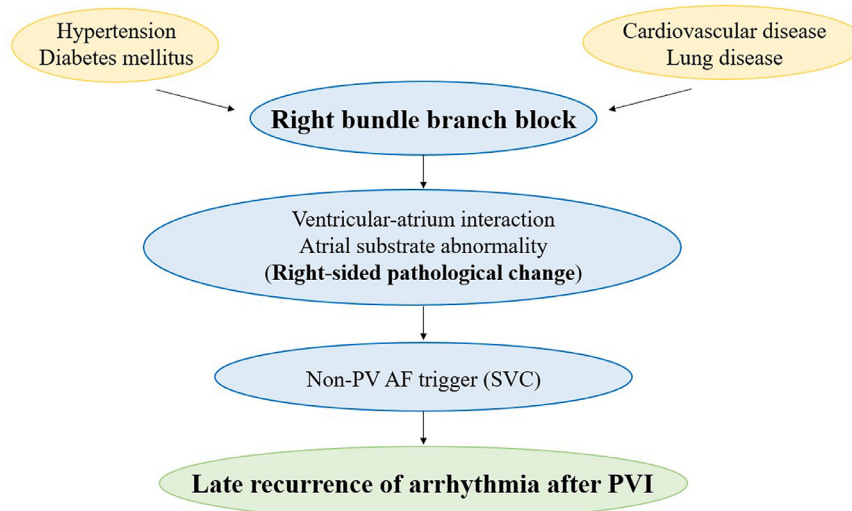 Hypertension
Diabetes mellitus
Cardiovascular disease
Lung disease
Right bundle branch block
Ventricular-atrium interaction
Atrial substrate abnormality
(Right-sided pathological change)
Non-PV AF trigger (SVC)
Late recurrence of arrhythmia after PVI